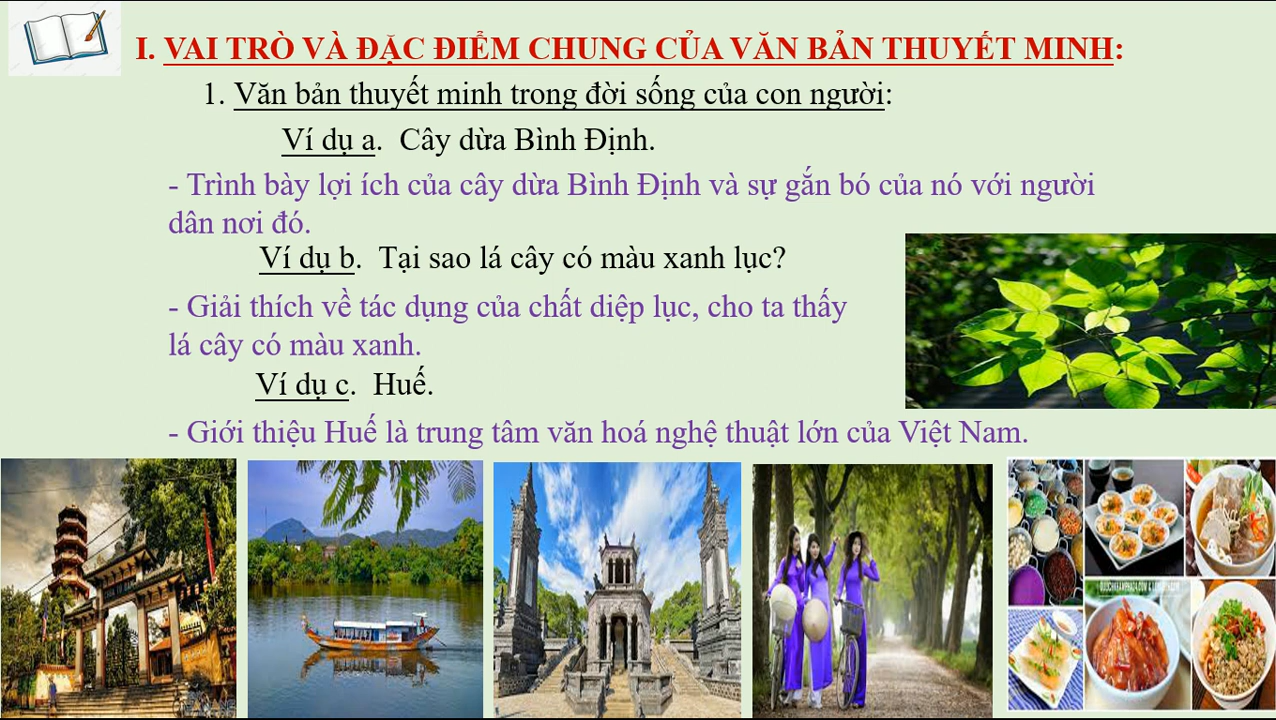 I. VAI TRÒ VÀ ĐẶC ĐIỂM CHUNG CỦA VĂN BẢN THUYẾT MINH:
1. Văn bản thuyết minh trong đời sống của con người:
Ví dụ a. Cây dừa Bình Định.
- Trình bày lợi ích của cây dừa Bình Định và sự gắn bó của nó với người
dân nơi đó.
Ví dụ b. Tại sao lá cây có màu xanh lục?
- Giải thích về tác dụng của chất diệp lục, cho ta thấy
lá cây có màu xanh.
Ví dụ c. Huế.
- Giới thiệu Huế là trung tâm văn hoá nghệ thuật lớn của Việt Nam.